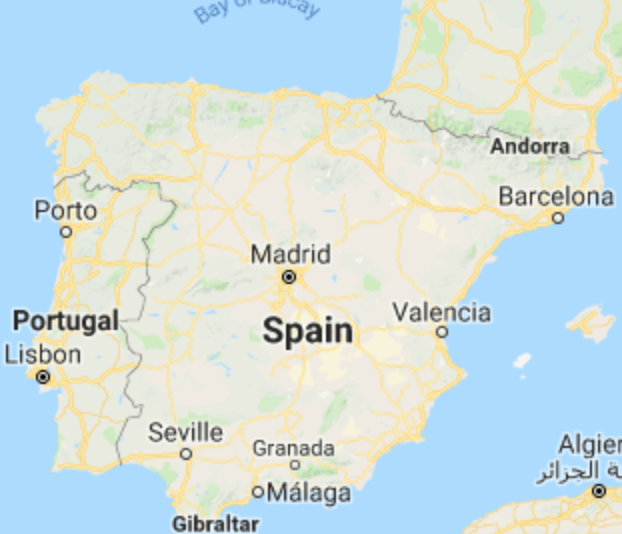 Bay of Biscay
Andorra
Barcelona
Porto
Madrid
Valencia
Portugal
Spain
Lisbon
Seville
Granada
Algier
ة الجزائر
Málaga
Gibraltar